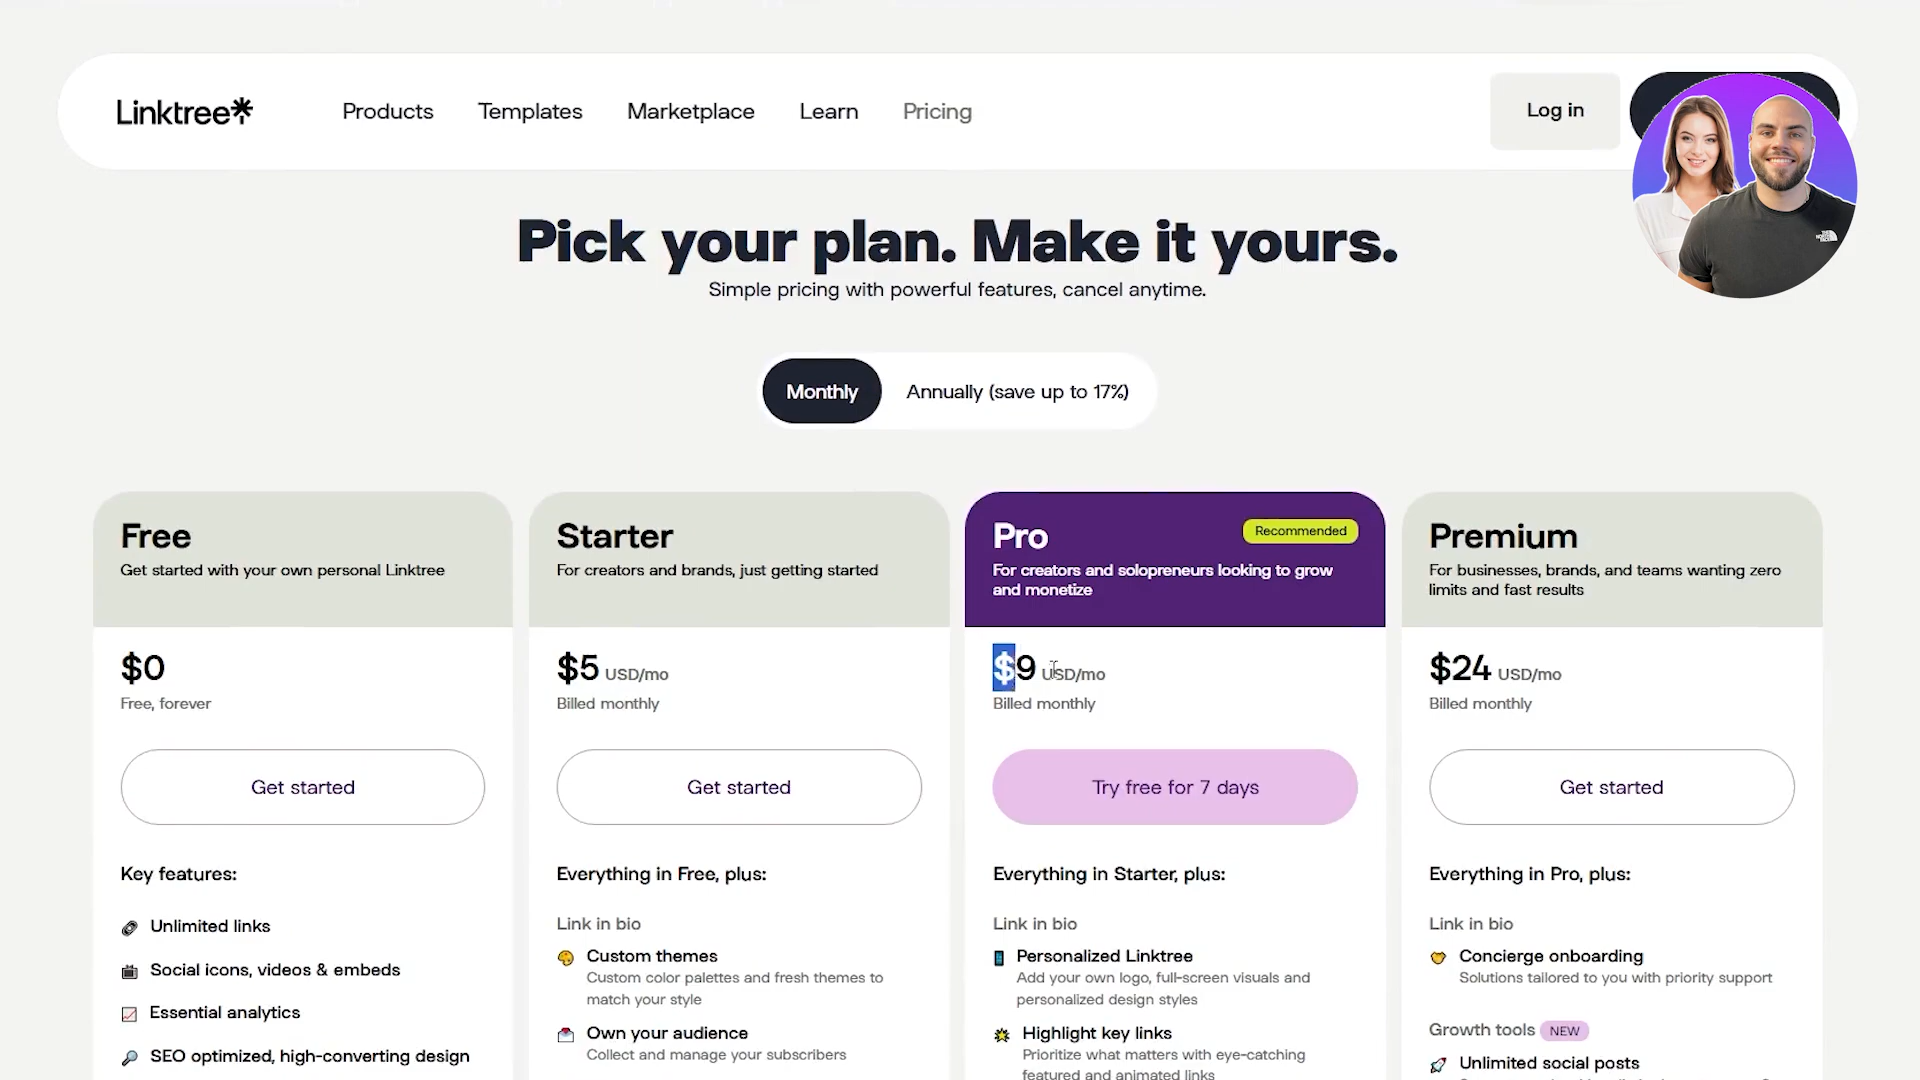 Linktree*
Products
Templates
Marketplace
Learn
Pricing
Log in
THE NORTH FACE
Pick your plan. Make it yours.
Simple pricing with powerful features, cancel anytime.
Monthly
Annually (save up to 17%)
Free
Get started with your own personal Linktree
$0
Free, forever
Get started
Key features:
Unlimited links
Social icons, videos & embeds
Essential analytics
SEO optimized, high-converting design
Starter
For creators and brands, just getting started
$5 USD/mo
Billed monthly
Get started
Everything in Free, plus:
Link in bio
Custom themes
Custom color palettes and fresh themes to
match your style
Own your audience
Collect and manage your subscribers
Pro
Recommended
For creators and solopreneurs looking to grow
and monetize
$9 USD/mo
Billed monthly
Try free for 7 days
Everything in Starter, plus:
Link in bio
Personalized Linktree
Add your own logo, full-screen visuals and
personalized design styles
Highlight key links
Prioritize what matters with eye-catching
featured and animated links
Premium
For businesses, brands, and teams wanting zero
limits and fast results
$24 USD/mo
Billed monthly
Get started
Everything in Pro, plus:
Link in bio
Concierge onboarding
Solutions tailored to you with priority support
Growth tools NEW
Unlimited social posts